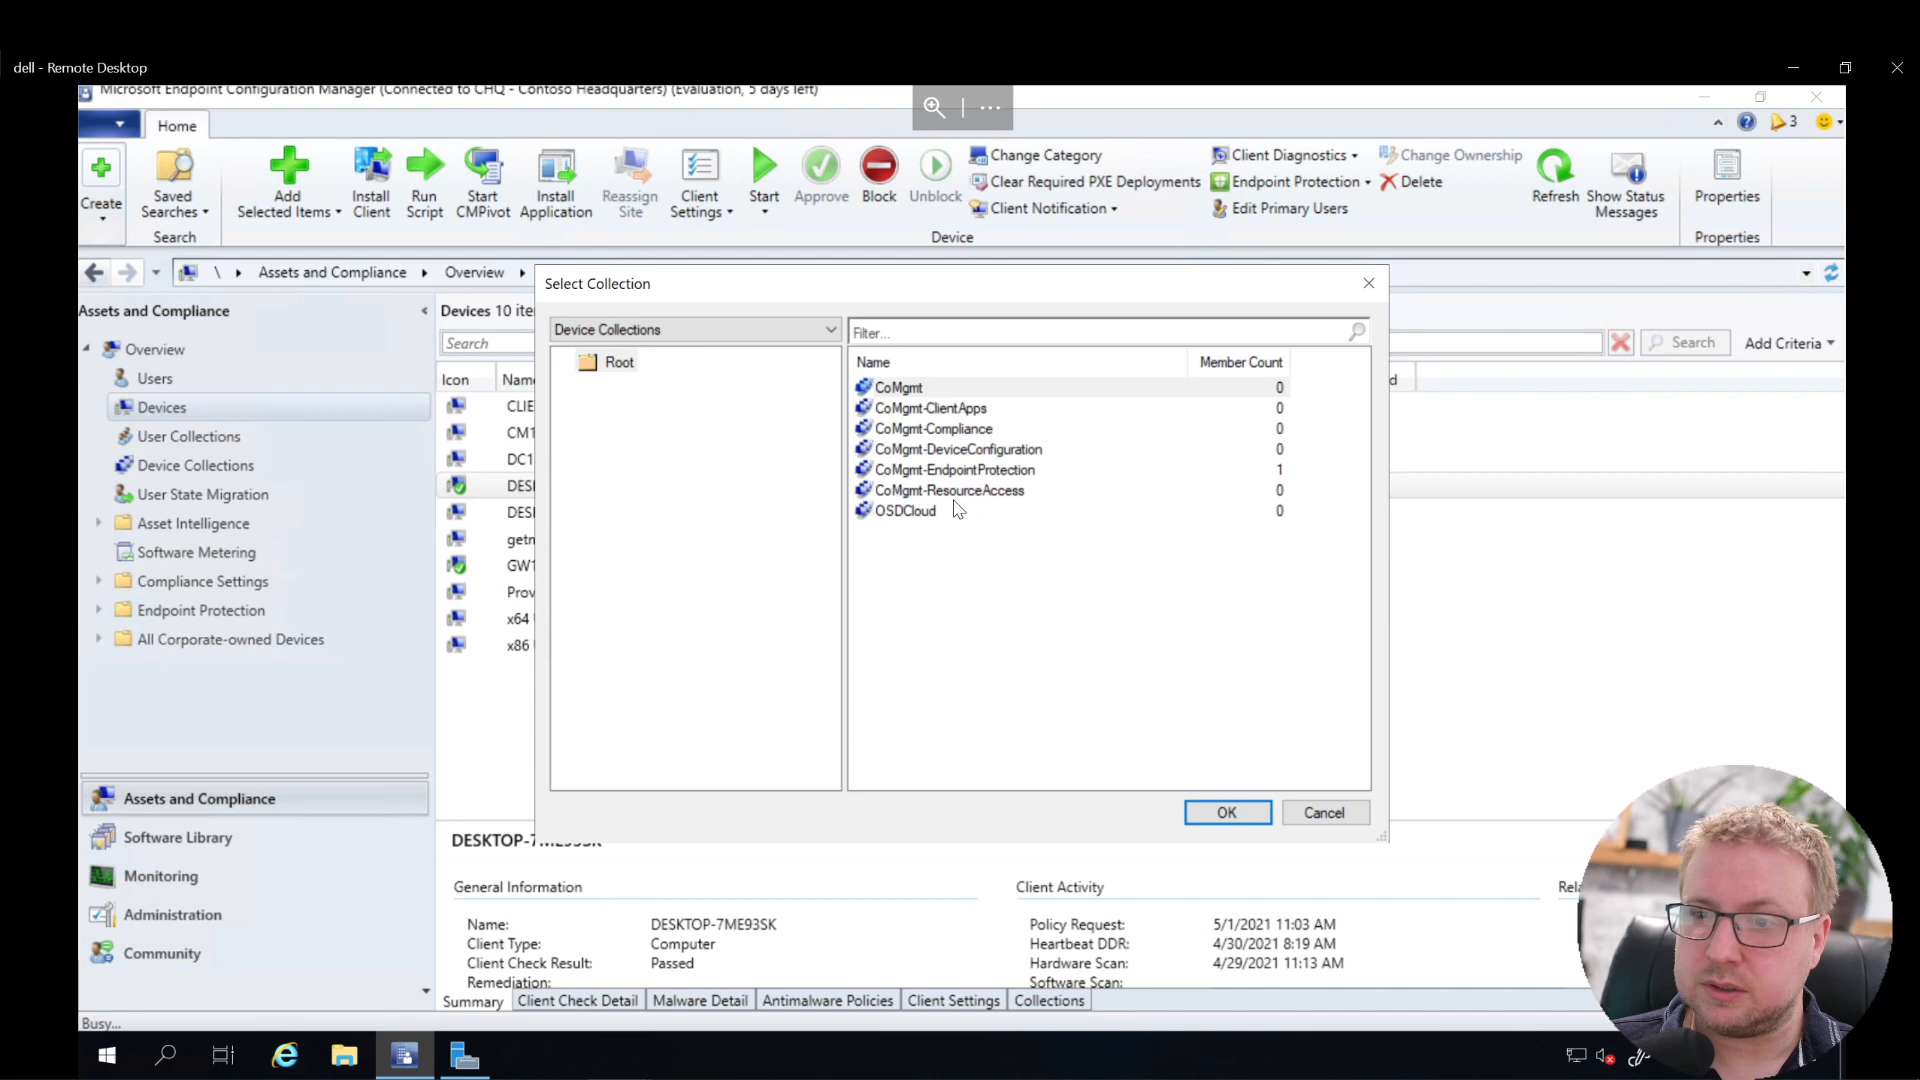 dell - Remote Desktop
Microsoft Endpoint Configuration Manager (Connected to CHQ - Contoso Headquarters) (Evaluation, 5 days left)
Home
3
Create
Saved Searches
Search
Add Selected Items
Install Client
Run Script
Start CMPivot
Install Application
Reassign Site
Client Settings
Start
Approve
Block
Unblock
Change Category
Clear Required PXE Deployments
Client Notification
Client Diagnostics
Endpoint Protection
Edit Primary Users
Change Ownership
Delete
Device
Refresh
Show Status Messages
Properties
Properties
\ Assets and Compliance Overview
Assets and Compliance
Overview
Users
Devices
User Collections
Device Collections
User State Migration
Asset Intelligence
Software Metering
Compliance Settings
Endpoint Protection
All Corporate-owned Devices
Assets and Compliance
Software Library
Monitoring
Administration
Community
Devices 10 ite
Search
Search
Add Criteria
Icon Nam
d
CLIE
CM1
DC1
DES
DES
getn
GW1
Prov
x64
x86
Select Collection
Device Collections
Filter...
Root
Name Member Count
CoMgmt 0
CoMgmt-ClientApps 0
CoMgmt-Compliance 0
CoMgmt-DeviceConfiguration 0
CoMgmt-EndpointProtection 1
CoMgmt-ResourceAccess 0
OSDCloud 0
OK
Cancel
DESKTOP-7ME93SK
General Information
Name: DESKTOP-7ME93SK
Client Type: Computer
Client Check Result: Passed
Remediation:
Client Activity
Policy Request: 5/1/2021 11:03 AM
Heartbeat DDR: 4/30/2021 8:19 AM
Hardware Scan: 4/29/2021 11:13 AM
Software Scan:
Rela
Summary
Client Check Detail
Malware Detail
Antimalware Policies
Client Settings
Collections
Busy...